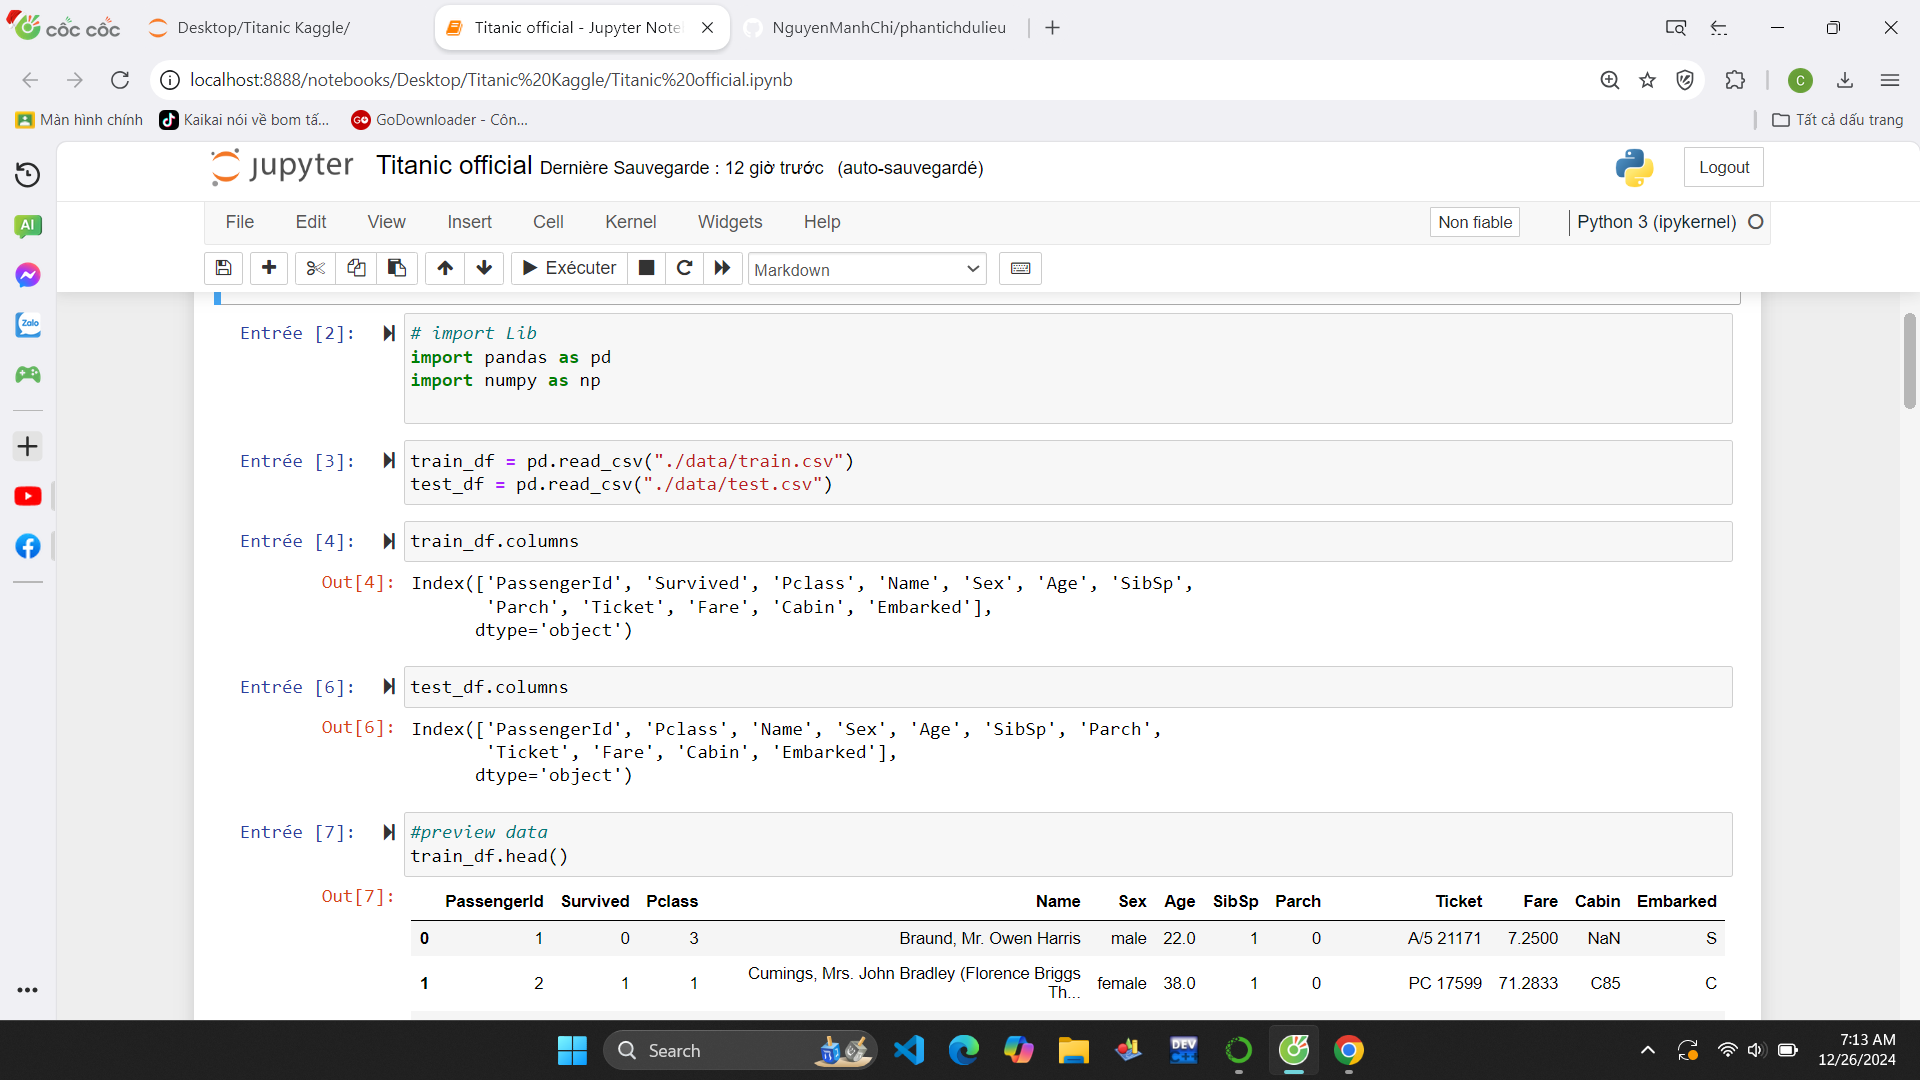 cốc cốc
Desktop/Titanic Kaggle/
Titanic official - Jupyter Note
NguyenManhChi/phantichdulieu
localhost:8888/notebooks/Desktop/Titanic%20Kaggle/Titanic%20official.ipynb
C
Màn hình chính
Kaikai nói về bom tấ...
GO
GoDownloader - Côn...
Tất cả dấu trang
jupyter
Titanic official Dernière Sauvegarde : 12 giờ trước (auto-sauvegardé)
Logout
AI
File Edit View Insert Cell Kernel Widgets Help
Non fiable
Python 3 (ipykernel)
Exécuter
Markdown
Zalo
Entrée [2]:
# import Lib
import pandas as pd
import numpy as np
Entrée [3]:
train_df = pd.read_csv("./data/train.csv")
test_df = pd.read_csv("./data/test.csv")
Entrée [4]:
train_df.columns
Out[4]:
Index(['PassengerId', 'Survived', 'Pclass', 'Name', 'Sex', 'Age', 'SibSp',
'Parch', 'Ticket', 'Fare', 'Cabin', 'Embarked'],
dtype='object')
Entrée [6]:
test_df.columns
Out[6]:
Index(['PassengerId', 'Pclass', 'Name', 'Sex', 'Age', 'SibSp', 'Parch',
'Ticket', 'Fare', 'Cabin', 'Embarked'],
dtype='object')
Entrée [7]:
#preview data
train_df.head()
Out[7]:
PassengerId Survived Pclass Name Sex Age SibSp Parch Ticket Fare Cabin Embarked
0 1 0 3 Braund, Mr. Owen Harris male 22.0 1 0 A/5 21171 7.2500 NaN S
1 2 1 1 Cumings, Mrs. John Bradley (Florence Briggs Th... female 38.0 1 0 PC 17599 71.2833 C85 C
Search
DEV
C++
7:13 AM
12/26/2024